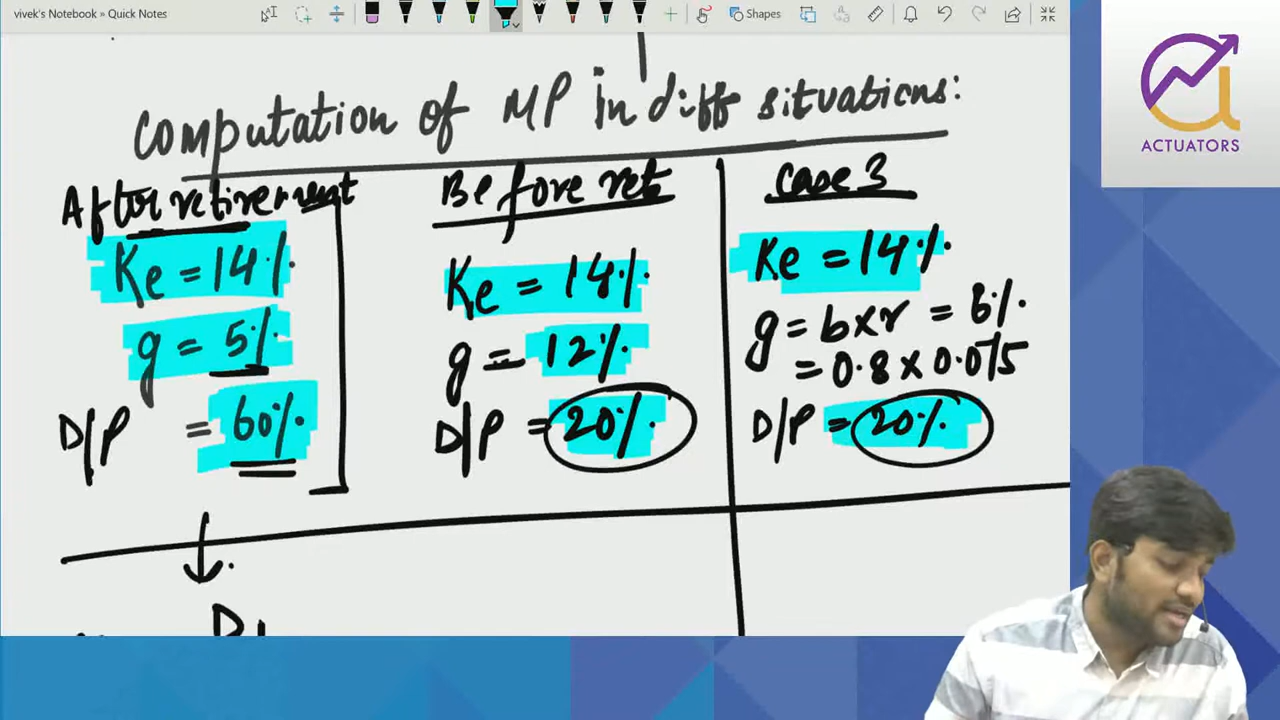 vivek's Notebook » Quick Notes
Shapes
ACTUATORS
Computation of MP in diff situations:
After retirement
Ke = 14%
g = 5%
D/P = 60%
Before ret
Ke = 14%
g = 12%
D/P = 20%
Case 3
Ke = 14%
g = b×r = 6%
= 0.8 × 0.075
D/P = 20%